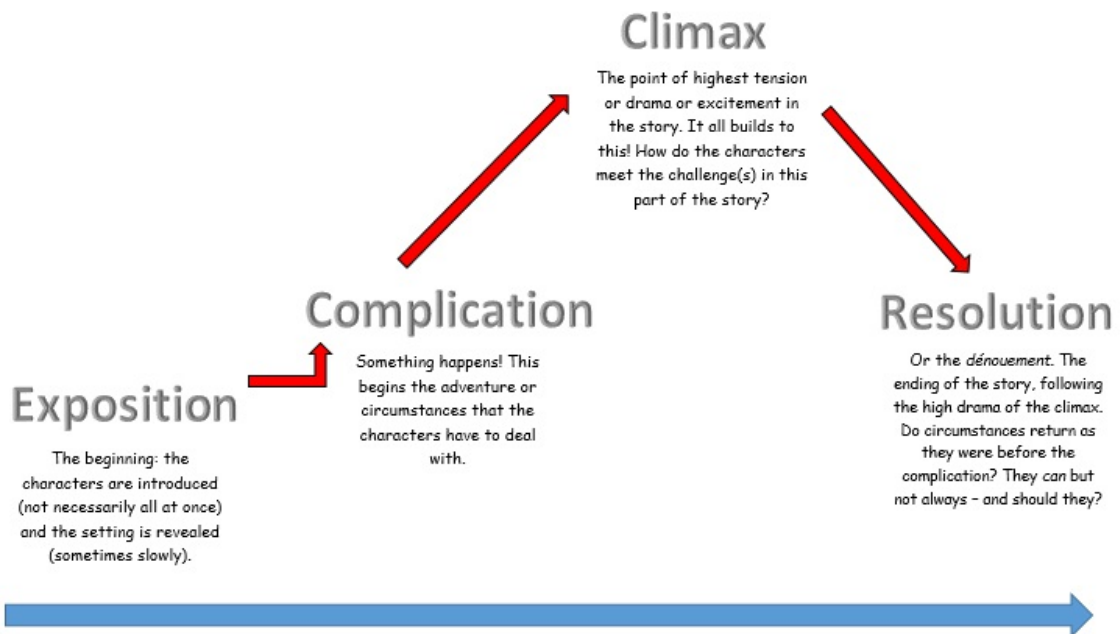 Exposition
The beginning: the
characters are introduced
(not necessarily all at once)
and the setting is revealed
(sometimes slowly).
Complication
Something happens! This
begins the adventure or
circumstances that the
characters have to deal
with.
Climax
The point of highest tension
or drama or excitement in
the story. It all builds to
this! How do the characters
meet the challenge(s) in this
part of the story?
Resolution
Or the dénouement. The
ending of the story, following
the high drama of the climax.
Do circumstances return as
they were before the
complication? They can but
not always – and should they?